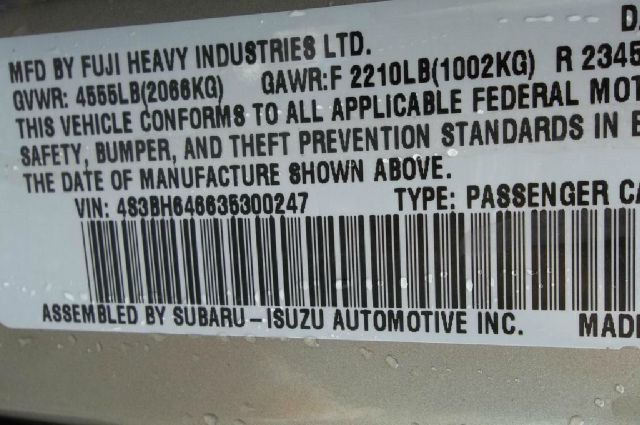 MFD BY FUJI HEAVY INDUSTRIES LTD.
GVWR: 4555LB(2066KG) GAWR:F 2210LB(1002KG) R 2345
THIS VEHICLE CONFORMS TO ALL APPLICABLE FEDERAL MOT
SAFETY, BUMPER, AND THEFT PREVENTION STANDARDS IN
THE DATE OF MANUFACTURE SHOWN ABOVE.
VIN: 4S3BH646635300247 TYPE: PASSENGER CA
ASSEMBLED BY SUBARU-ISUZU AUTOMOTIVE INC. MADE